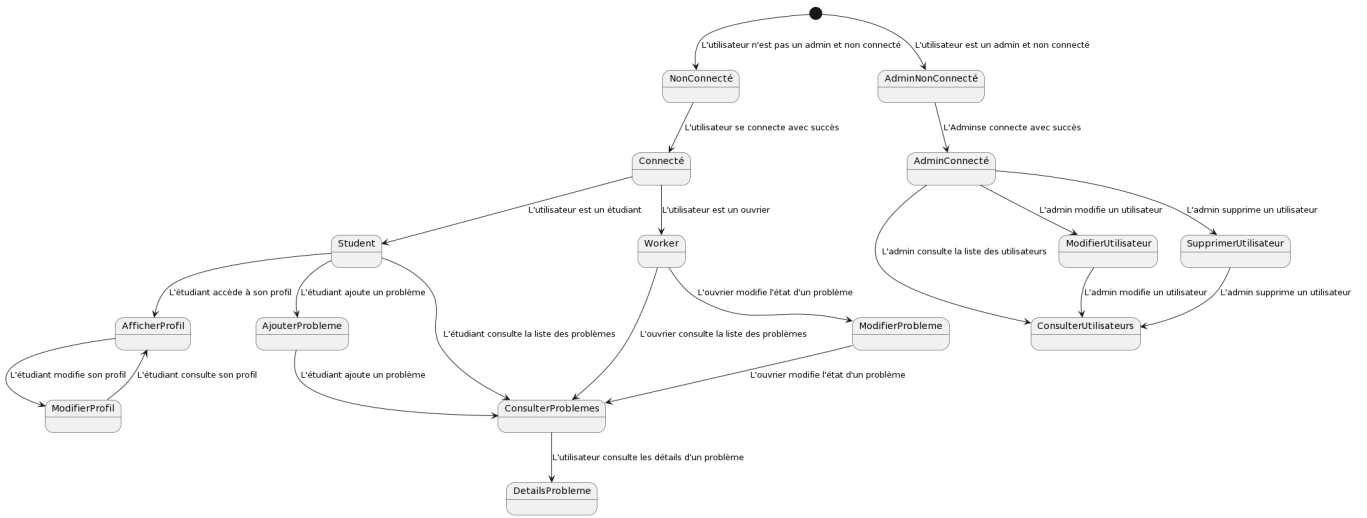 L'utilisateur n'est pas un admin et non connecté
L'utilisateur est un admin et non connecté
NonConnecté
AdminNonConnecté
L'utilisateur se connecte avec succès
L'Adminse connecte avec succès
Connecté
AdminConnecté
L'utilisateur est un étudiant
L'utilisateur est un ouvrier
L'admin modifie un utilisateur
L'admin supprime un utilisateur
Student
Worker
L'admin consulte la liste des utilisateurs
ModifierUtilisateur
SupprimerUtilisateur
L'étudiant accède à son profil
L'étudiant ajoute un problème
L'ouvrier modifie l'état d'un problème
L'admin modifie un utilisateur
L'admin supprime un utilisateur
AfficherProfil
AjouterProbleme
L'étudiant consulte la liste des problèmes
L'ouvrier consulte la liste des problèmes
ModifierProbleme
ConsulterUtilisateurs
L'étudiant modifie son profil
L'étudiant consulte son profil
L'étudiant ajoute un problème
L'ouvrier modifie l'état d'un problème
ModifierProfil
ConsulterProblemes
L'utilisateur consulte les détails d'un problème
DetailsProbleme